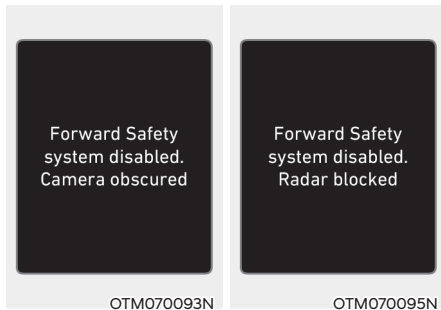 Forward Safety
system disabled.
Camera obscured
OTM070093N
Forward Safety
system disabled.
Radar blocked
OTM070095N